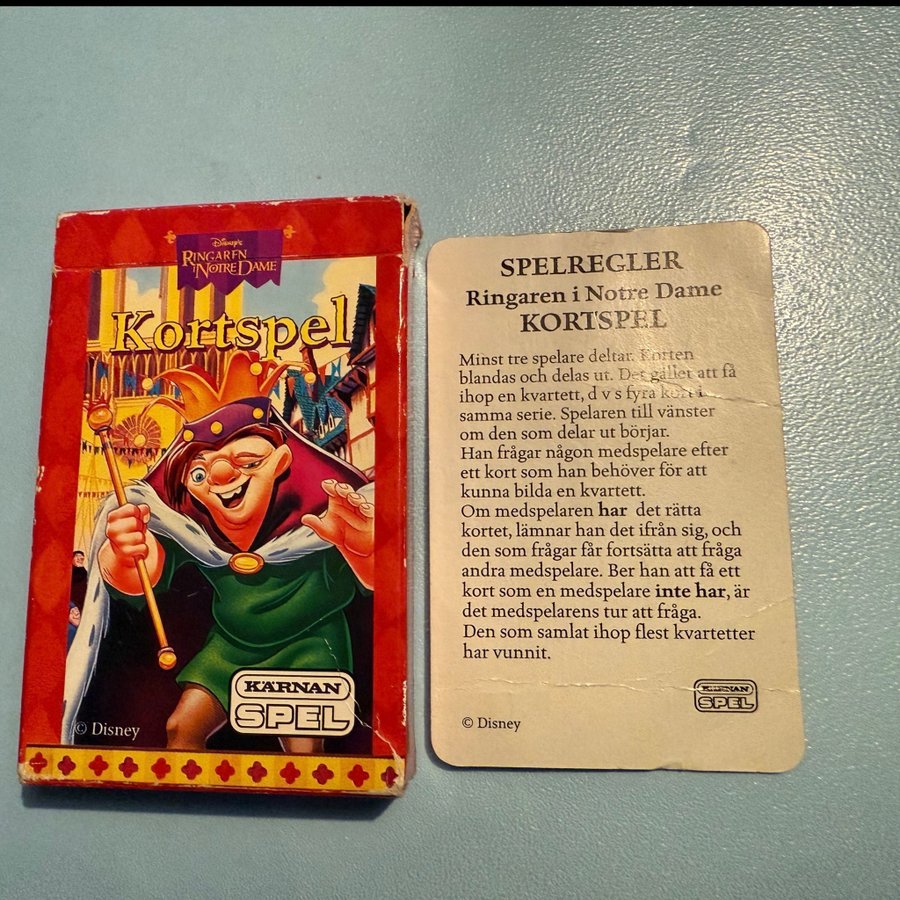 Disney's
RINGAREN
I NOTRE DAME
Kortspel
KÄRNAN
SPEL
© Disney
SPELREGLER
Ringaren i Notre Dame
KORTSPEL
Minst tre spelare deltar. Korten
blandas och delas ut. Det gäller att få
ihop en kvartett, d v s fyra kort i
samma serie. Spelaren till vänster
om den som delar ut börjar.
Han frågar någon medspelare efter
ett kort som han behöver för att
kunna bilda en kvartett.
Om medspelaren har det rätta
kortet, lämnar han det ifrån sig, och
den som frågar får fortsätta att fråga
andra medspelare. Ber han att få ett
kort som en medspelare inte har, är
det medspelarens tur att fråga.
Den som samlat ihop flest kvartetter
har vunnit.
KÄRNAN
SPEL
© Disney